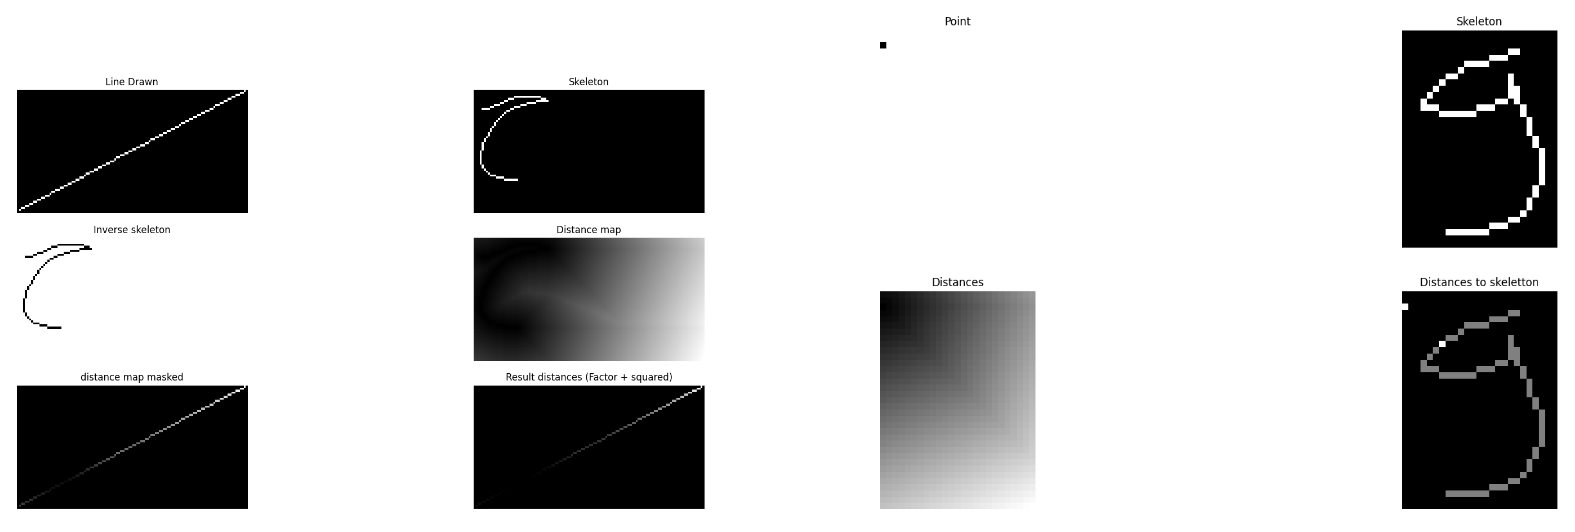 Point
Skeleton
Line Drawn
Skeleton
Inverse skeleton
Distance map
Distances
Distances to skeletton
distance map masked
Result distances (Factor + squared)